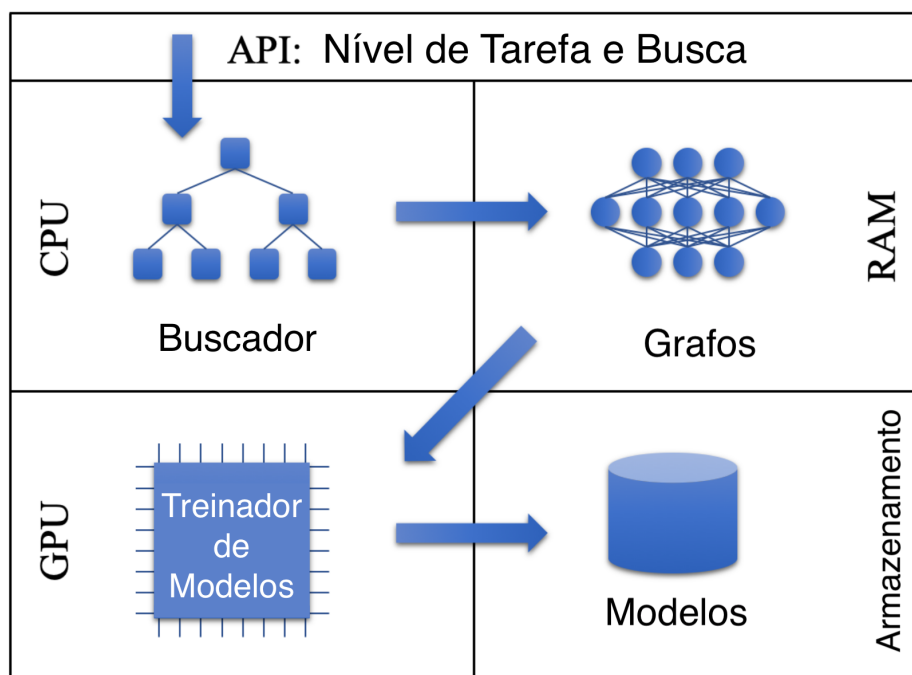 API: Nível de Tarefa e Busca
CPU
Buscador
Grafos
RAM
GPU
Treinador
de
Modelos
Modelos
Armazenamento